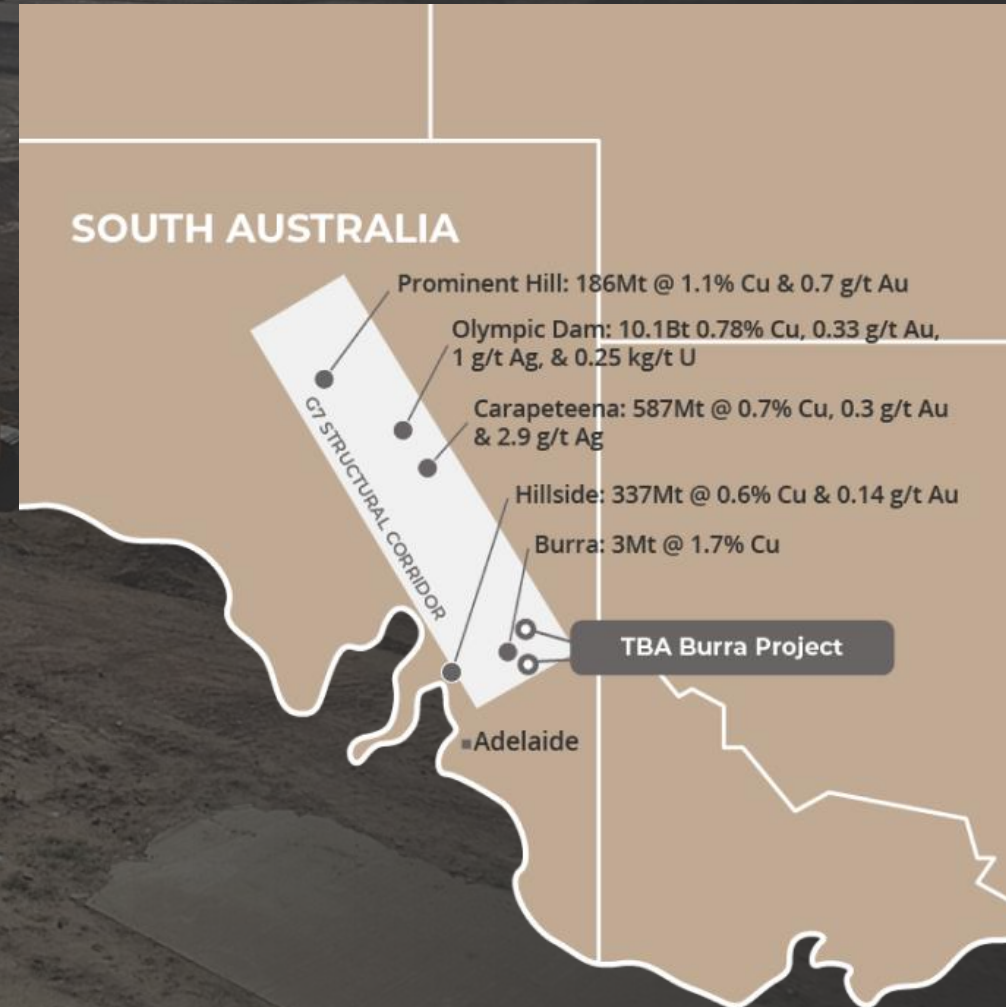 SOUTH AUSTRALIA
Prominent Hill: 186Mt @ 1.1% Cu & 0.7 g/t Au
Olympic Dam: 10.1Bt 0.78% Cu, 0.33 g/t Au,
1 g/t Ag, & 0.25 kg/t U
Carapeteena: 587Mt @ 0.7% Cu, 0.3 g/t Au
& 2.9 g/t Ag
G7 STRUCTURAL CORRIDOR
Hillside: 337Mt @ 0.6% Cu & 0.14 g/t Au
Burra: 3Mt @ 1.7% Cu
TBA Burra Project
Adelaide